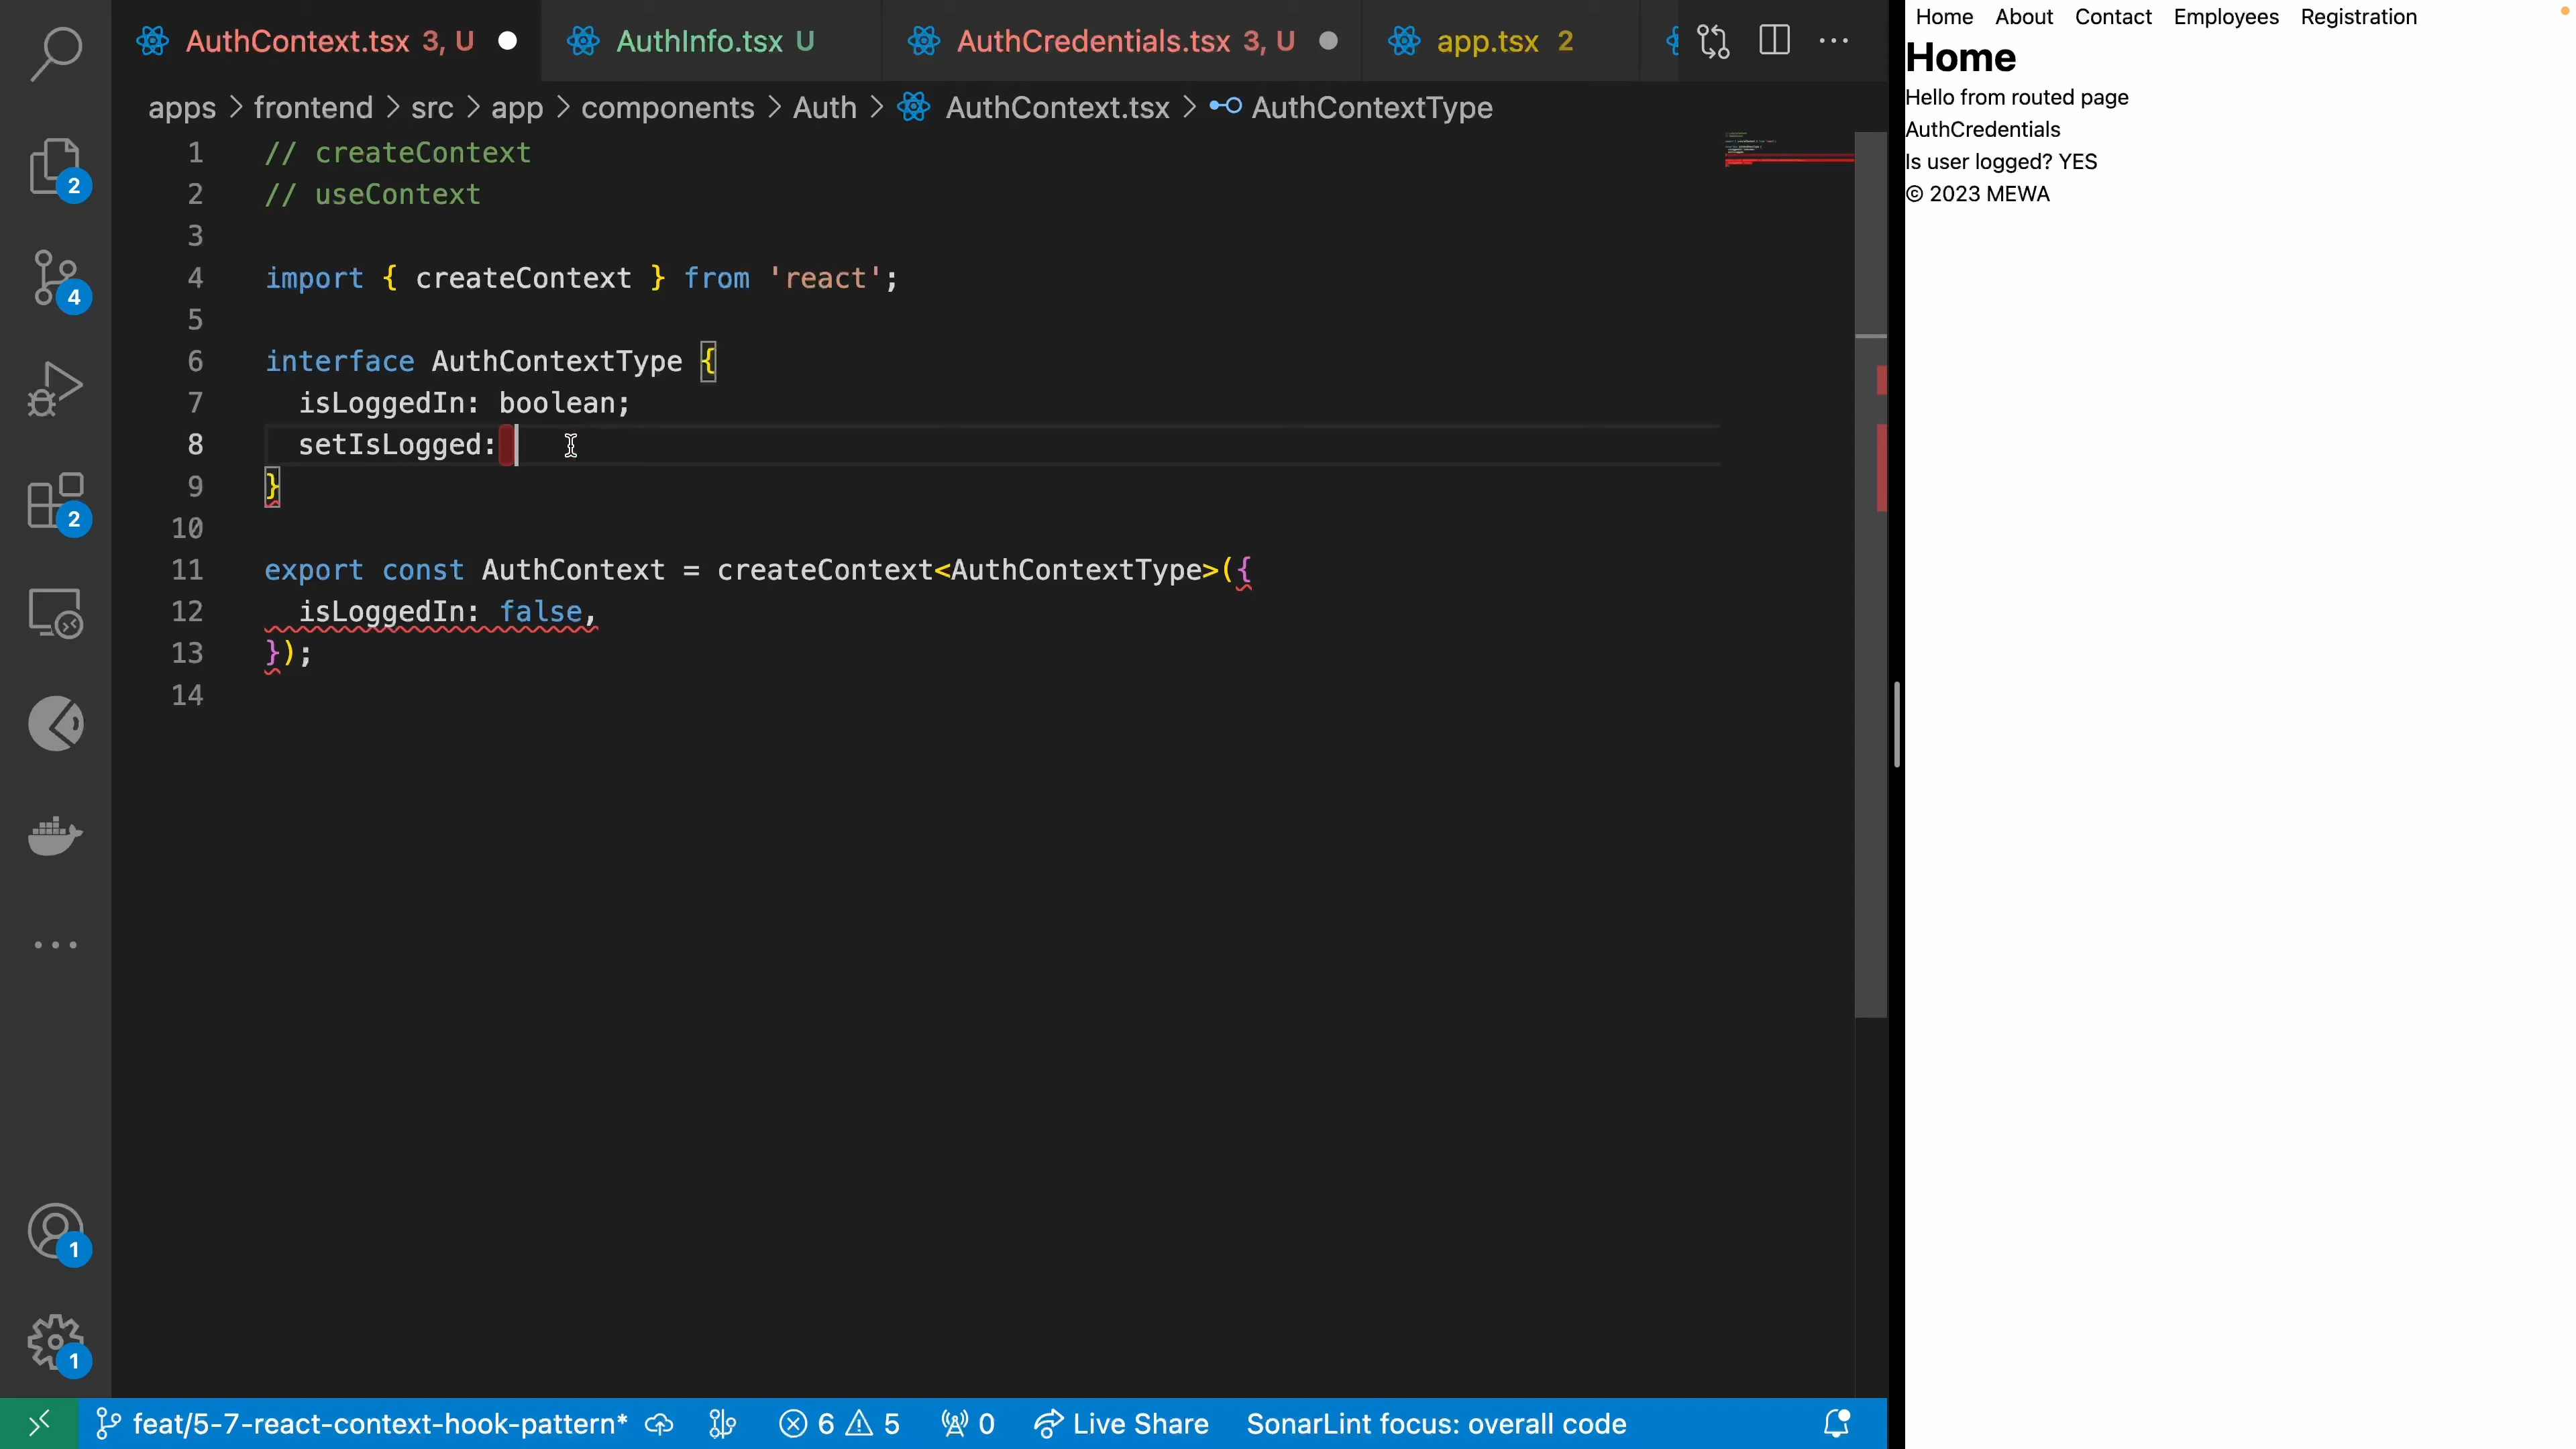 AuthContext.tsx 3, U
AuthInfo.tsx U
AuthCredentials.tsx 3, U
app.tsx 2
apps > frontend > src > app > components > Auth > AuthContext.tsx > AuthContextType
1 // createContext
2 // useContext
3
4 import { createContext } from 'react';
5
6 interface AuthContextType {
7 isLoggedIn: boolean;
8 setIsLogged:
9 }
10
11 export const AuthContext = createContext<AuthContextType>({
12 isLoggedIn: false,
13 });
14
2
4
2
1
1
feat/5-7-react-context-hook-pattern* 6 5 0 Live Share SonarLint focus: overall code
Home About Contact Employees Registration
Home
Hello from routed page
AuthCredentials
Is user logged? YES
© 2023 MEWA